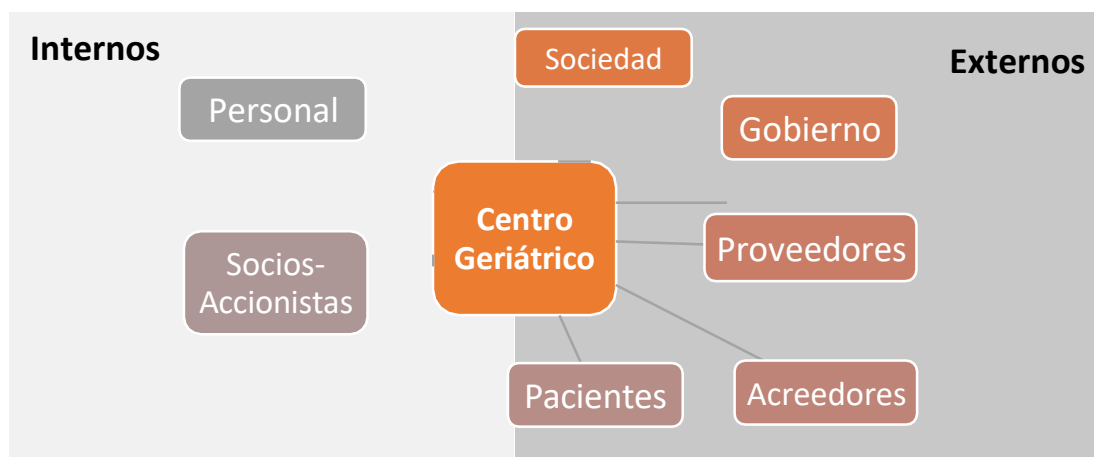 Internos
Externos
Sociedad
Personal
Gobierno
Centro
Geriátrico
Proveedores
Socios-
Accionistas
Pacientes
Acreedores